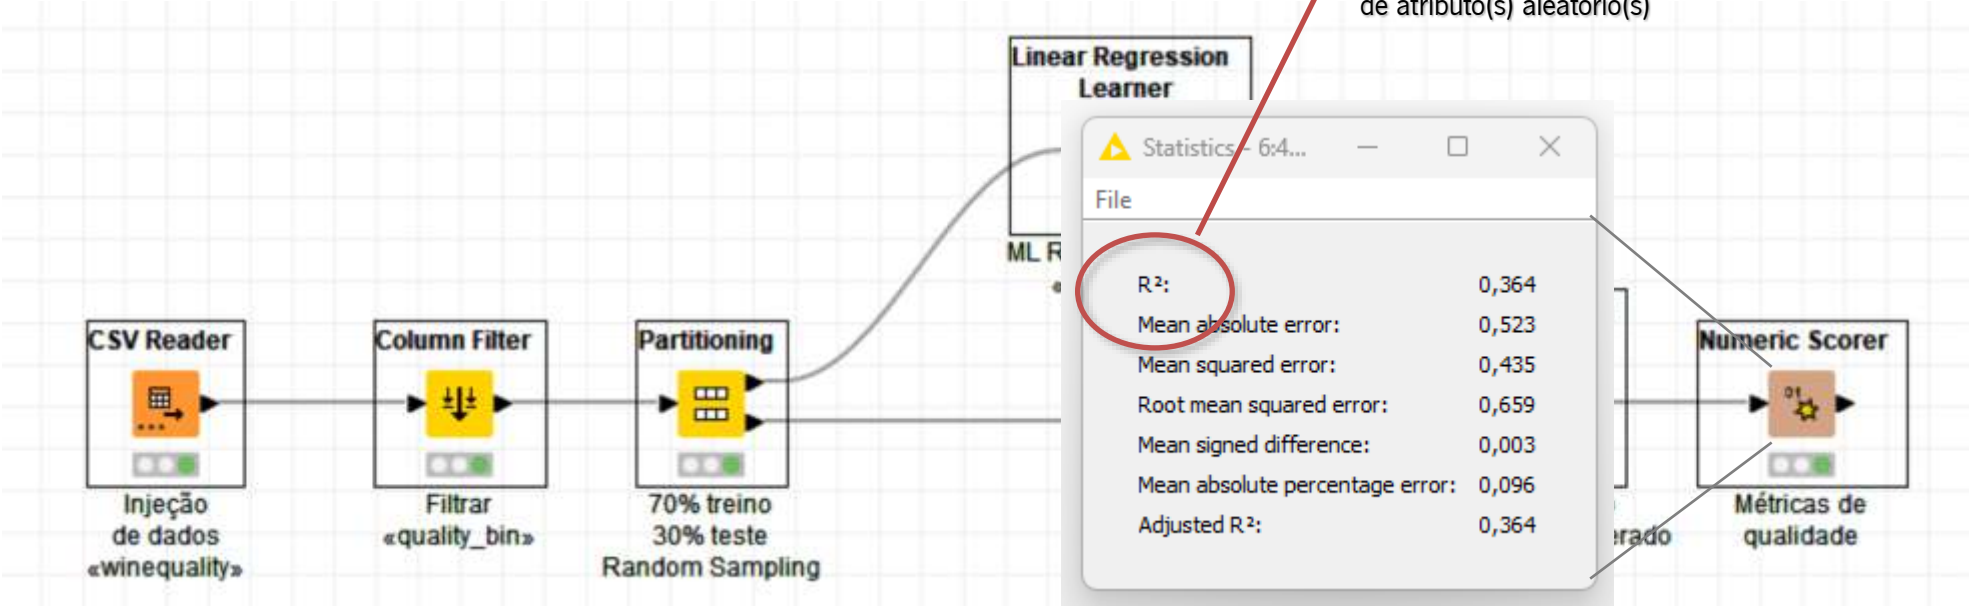 de atributo(s) aleatório(s)
Linear Regression
Learner
Statistics - 6:4...
File
ML R
R²: 0,364
Mean absolute error: 0,523
Mean squared error: 0,435
Root mean squared error: 0,659
Mean signed difference: 0,003
Mean absolute percentage error: 0,096
Adjusted R²: 0,364
CSV Reader
Injeção
de dados
«winequality»
Column Filter
Filtrar
«quality_bin»
Partitioning
70% treino
30% teste
Random Sampling
erado
Numeric Scorer
Métricas de
qualidade